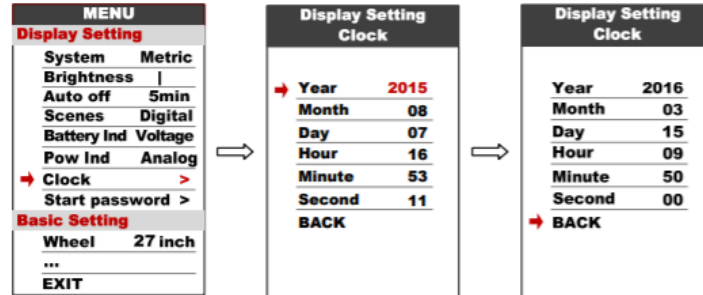 MENU
Display Setting
System Metric
Brightness |
Auto off 5min
Scenes Digital
Battery Ind Voltage
Pow Ind Analog
Clock >
Start password >
Basic Setting
Wheel 27 inch
...
EXIT
Display Setting
Clock
Year 2015
Month 08
Day 07
Hour 16
Minute 53
Second 11
BACK
Display Setting
Clock
Year 2016
Month 03
Day 15
Hour 09
Minute 50
Second 00
BACK